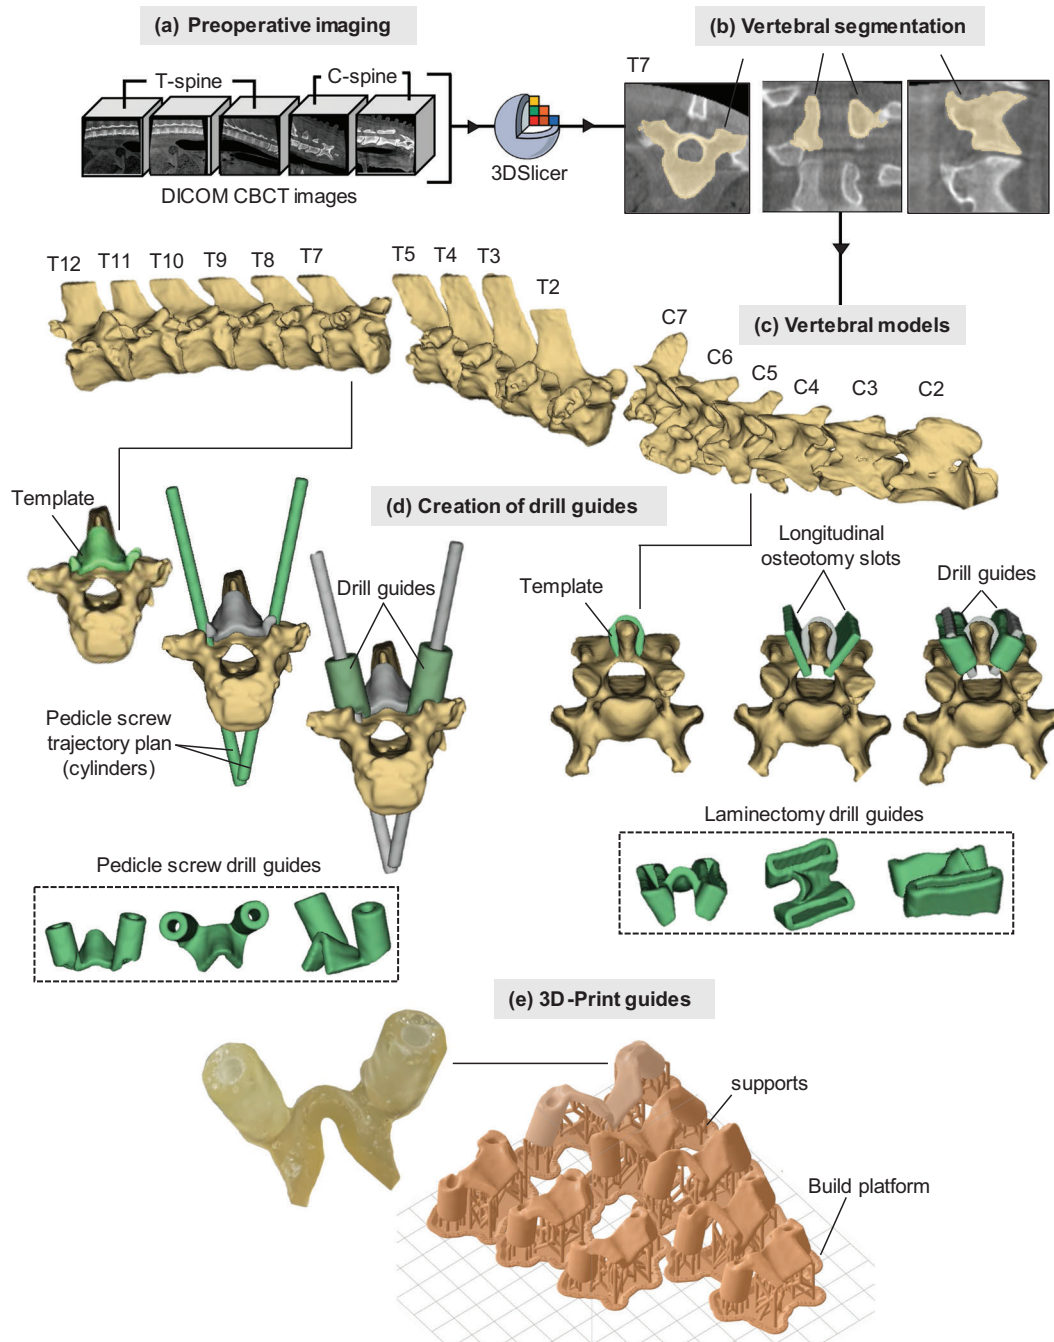 (a) Preoperative imaging
(b) Vertebral segmentation
T-spine
C-spine
T7
3DSlicer
DICOM CBCT images
T12
T11
T10
T9
T8
T7
T5
T4
T3
T2
(c) Vertebral models
C7
C6
C5
C4
C3
C2
Template
(d) Creation of drill guides
Drill guides
Pedicle screw
trajectory plan
(cylinders)
Longitudinal
osteotomy slots
Template
Drill guides
Pedicle screw drill guides
Laminectomy drill guides
(e) 3D-Print guides
supports
Build platform